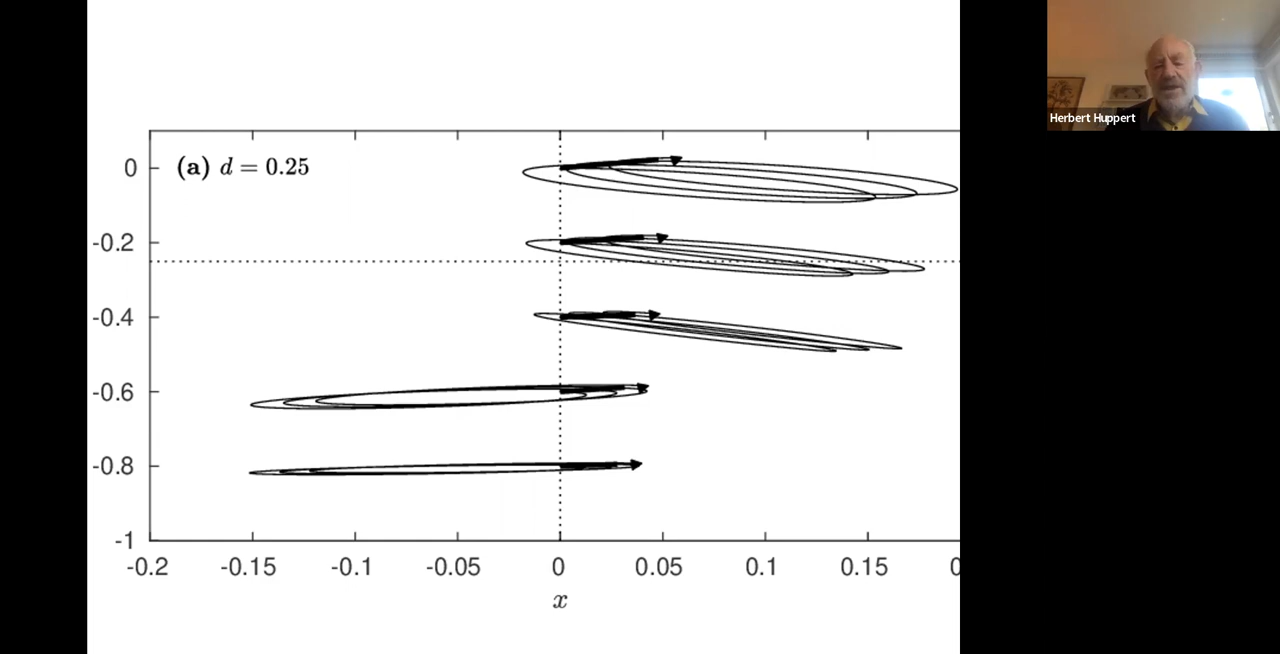 Herbert Huppert
(a) d = 0.25
0
-0.2
-0.4
-0.6
-0.8
-1
-0.2 -0.15 -0.1 -0.05 0 0.05 0.1 0.15 0
x